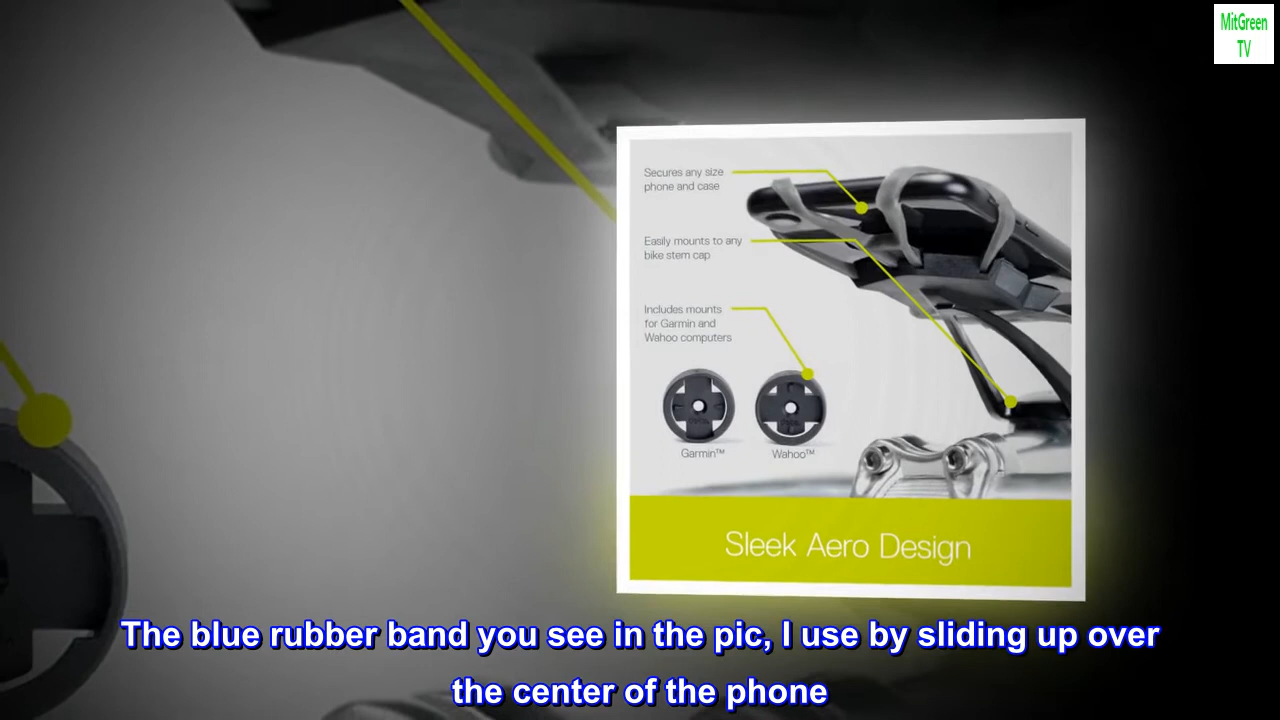 MitGreen
TV
Secures any size
phone and case
Easily mounts to any
bike stem cap
Includes mounts
for Garmin and
Wahoo computers
Garmin™
Wahoo™
Sleek Aero Design
The blue rubber band you see in the pic, I use by sliding up over
the center of the phone